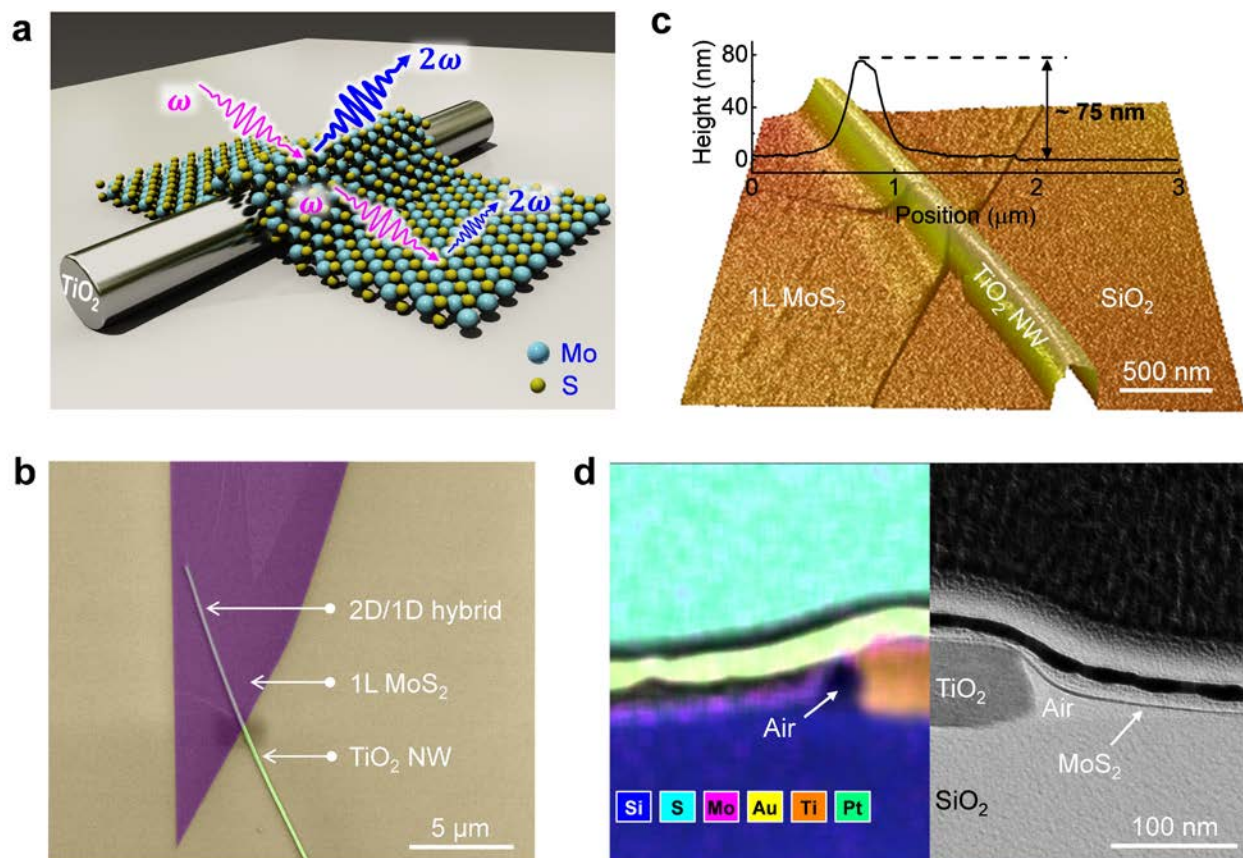 a
ω
2ω
ω
2ω
TiO₂
Mo
S
b
2D/1D hybrid
1L MoS₂
TiO₂ NW
5 μm
c
Height (nm)
80
40
0
~ 75 nm
0 1 2 3
Position (μm)
1L MoS₂
TiO₂ NW
SiO₂
500 nm
d
Air
Si S Mo Au Ti Pt
TiO₂
Air
MoS₂
SiO₂
100 nm